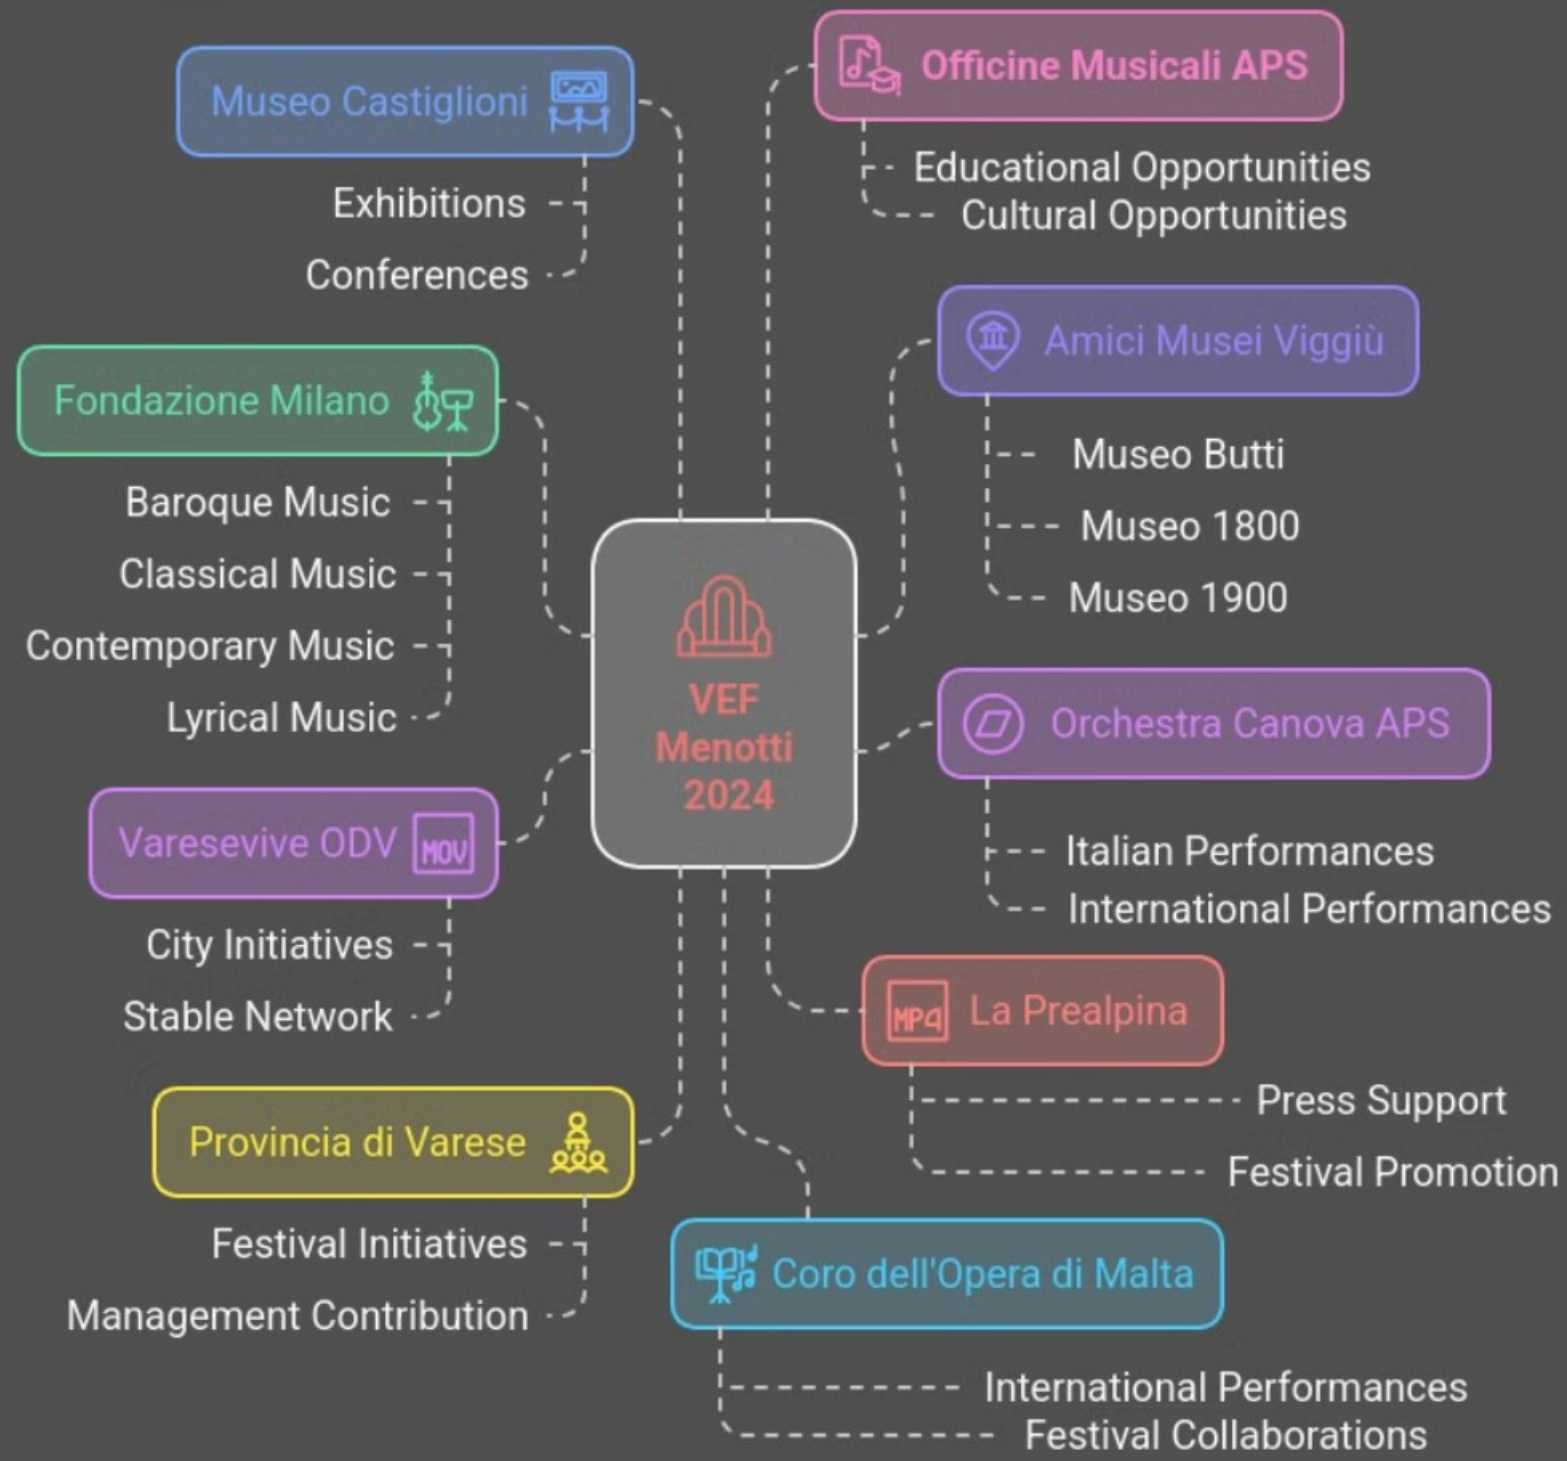 Museo Castiglioni
Exhibitions
Conferences
Officine Musicali APS
Educational Opportunities
Cultural Opportunities
Fondazione Milano
Baroque Music
Classical Music
Contemporary Music
Lyrical Music
Amici Musei Viggiù
Museo Butti
Museo 1800
Museo 1900
VEF
Menotti
2024
Orchestra Canova APS
Italian Performances
International Performances
Varesevive ODV
MOV
City Initiatives
Stable Network
MP4
La Prealpina
Press Support
Festival Promotion
Provincia di Varese
Festival Initiatives
Management Contribution
Coro dell'Opera di Malta
International Performances
Festival Collaborations